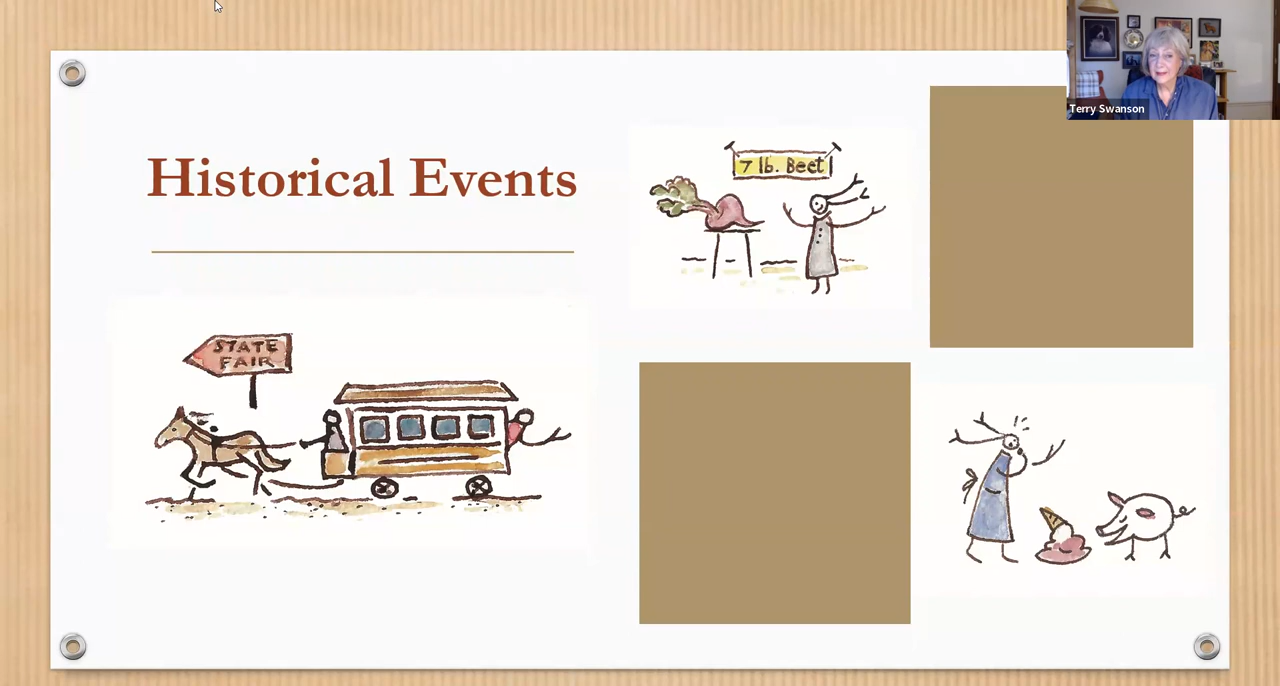 Historical Events
7 lb. Beet
STATE
FAIR
Terry Swanson